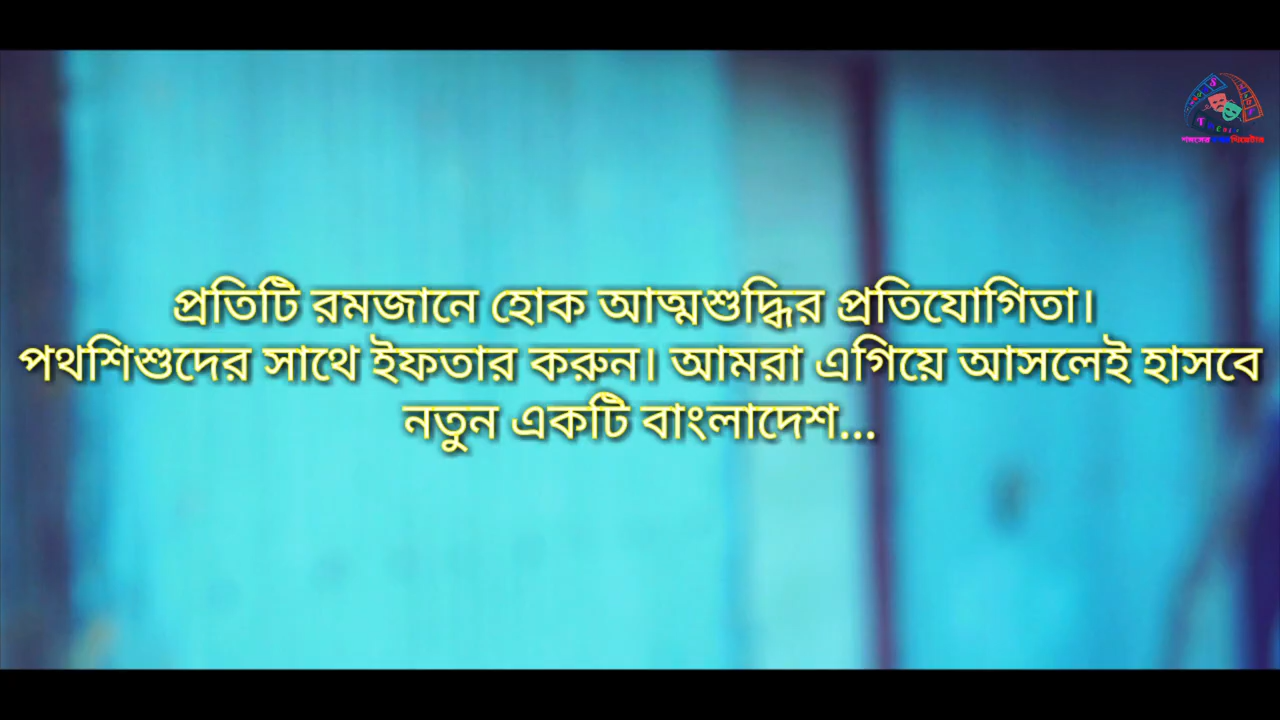 প্রতিটি রমজানে হোক আত্মশুদ্ধির প্রতিযোগিতা।
পথশিশুদের সাথে ইফতার করুন। আমরা এগিয়ে আসলেই হাসবে
নতুন একটি বাংলাদেশ...